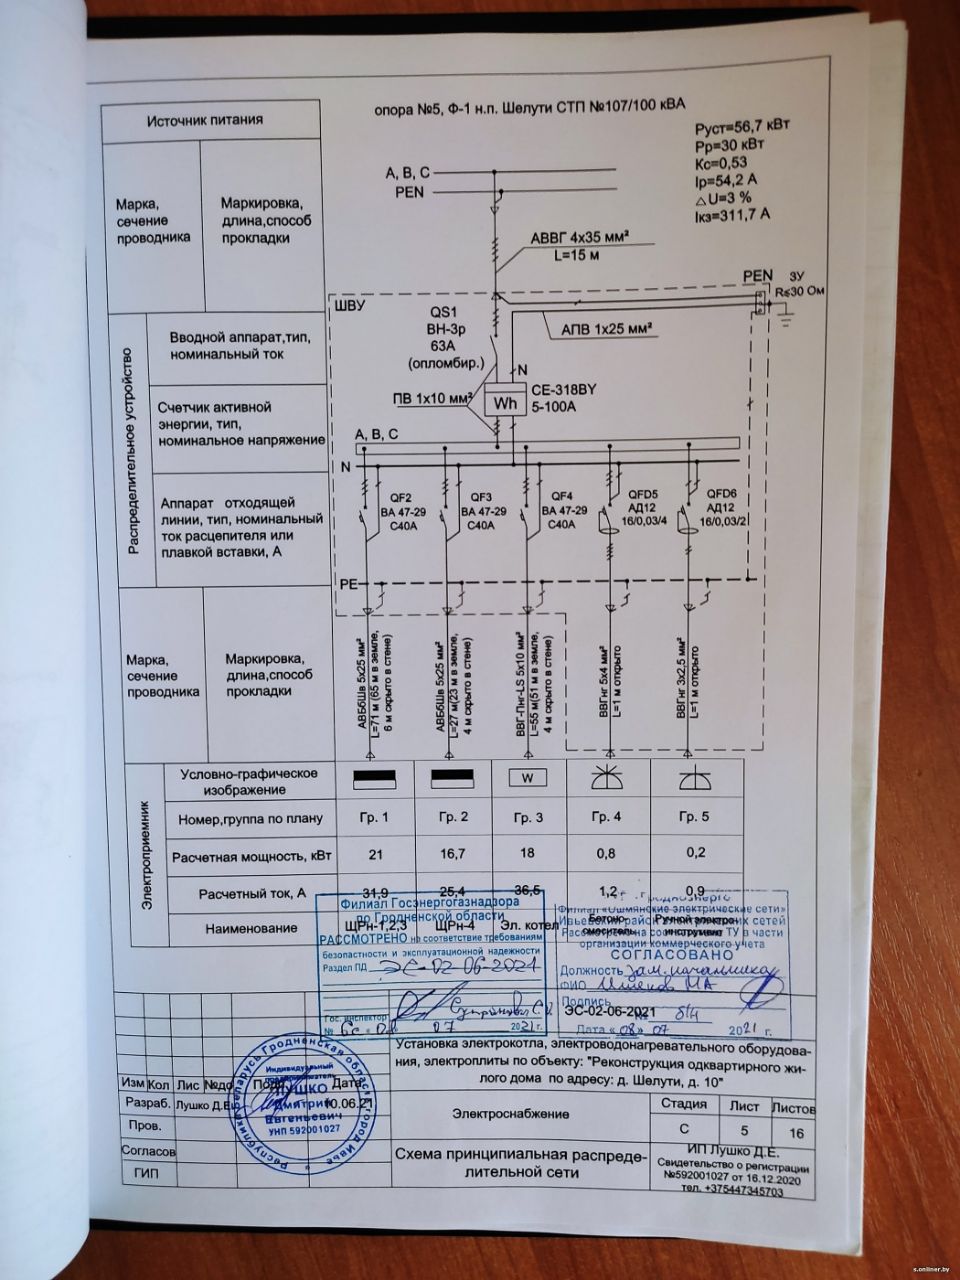 опора №5, Ф-1 н.п. Шелути СТП №107/100 кВА
Руст=56,7 кВт
Рр=30 кВт
Кс=0,53
Iр=54,2 А
△U=3 %
Iкз=311,7 А
Источник питания
Марка,
сечение
проводника
Маркировка,
длина,способ
прокладки
А, В, С
PEN
АВВГ 4х35 мм²
L=15 м
PEN
ЗУ
R≤30 Ом
ШВУ
QS1
ВН-3р
63А
(опломбир.)
АПВ 1х25 мм²
N
ПВ 1х10 мм²
Wh
СЕ-318BY
5-100А
Распределительное устройство
Вводной аппарат,тип,
номинальный ток
Счетчик активной
энергии, тип,
номинальное напряжение
Аппарат отходящей
линии, тип, номинальный
ток расцепителя или
плавкой вставки, А
А, В, С
N
QF2
ВА 47-29
С40А
QF3
ВА 47-29
С40А
QF4
ВА 47-29
С40А
QFD5
АД12
16/0,03/4
QFD6
АД12
16/0,03/2
PE
Марка,
сечение
проводника
Маркировка,
длина,способ
прокладки
АВБбШв 5х25 мм²
L=71 м (65 м в земле,
6 м скрыто в стене)
АВБбШв 5х25 мм²
L=27 м(23 м в земле,
4 м скрыто в стене)
ВВГ-Пнг-LS 5х10 мм²
L=55 м(51 м в земле,
4 м скрыто в стене)
ВВГнг 5х4 мм²
L=1 м открыто
ВВГнг 3х2,5 мм²
L=1 м открыто
Электроприемник
Условно-графическое
изображение
W
Номер,группа по плану
Гр. 1
Гр. 2
Гр. 3
Гр. 4
Гр. 5
Расчетная мощность, кВт
21
16,7
18
0,8
0,2
Расчетный ток, А
31,9
25,4
36,5
1,2
0,9
Наименование
ЩРн-1,2,3
ЩРн-4
Эл. котел
Бетоно-
смеситель
Ручной электро-
инструмент
Филиал Госэнергогазнадзора
по Гродненской области
РАССМОТРЕНО на соответствие требованиям
безопасности и эксплуатационной надежности
Раздел ПД ЭС-02-06-2021
Гос. инспектор
07 2021 г.
Гродноэнерго
Филиал «Ошмянские электрические сети»
Ивьевский район электрических сетей
Рассмотрено на соответствие ТУ в части
организации коммерческого учета
СОГЛАСОВАНО
Должность зам. начальника
ФИО
Подпись
№ 514
Дата «08» 07 2021 г.
ЭС-02-06-2021
Установка электрокотла, электроводонагревательного оборудова-
ния, электроплиты по объекту: "Реконструкция одквартирного жи-
лого дома по адресу: д. Шелути, д. 10"
Изм Кол Лис №до Подп Дата
Разраб. Лушко Д.Е. 10.06.21
Пров.
Согласов
ГИП
Республика Беларусь Гродненская область город Ивье
Индивидуальный
предприниматель
ЛУШКО
Дмитрий
Евгеньевич
УНП 592001027
Электроснабжение
Стадия Лист Листов
С 5 16
Схема принципиальная распреде-
лительной сети
ИП Лушко Д.Е.
Свидетельство о регистрации
№592001027 от 16.12.2020
тел. +375447345703
s.onliner.by